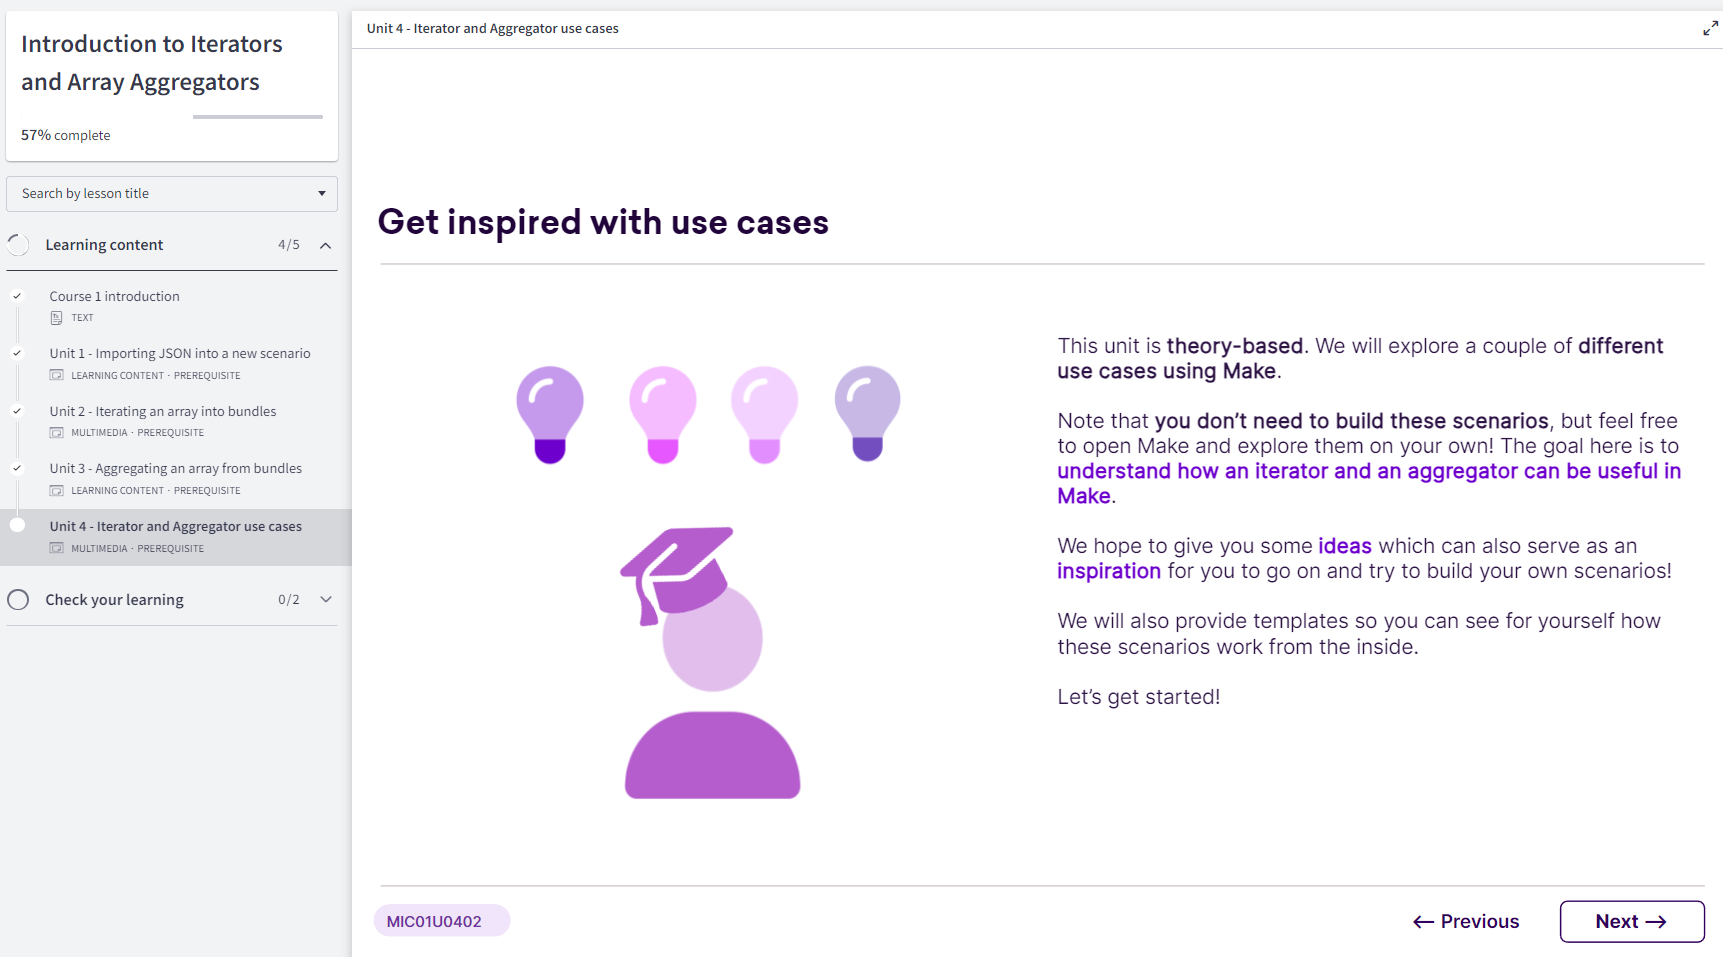 Introduction to Iterators
and Array Aggregators
57% complete
Search by lesson title
Learning content 4/5
Course 1 introduction
TEXT
Unit 1 - Importing JSON into a new scenario
LEARNING CONTENT · PREREQUISITE
Unit 2 - Iterating an array into bundles
MULTIMEDIA · PREREQUISITE
Unit 3 - Aggregating an array from bundles
LEARNING CONTENT · PREREQUISITE
Unit 4 - Iterator and Aggregator use cases
MULTIMEDIA · PREREQUISITE
Check your learning 0/2
Unit 4 - Iterator and Aggregator use cases
Get inspired with use cases
This unit is theory-based. We will explore a couple of different
use cases using Make.
Note that you don’t need to build these scenarios, but feel free
to open Make and explore them on your own! The goal here is to
understand how an iterator and an aggregator can be useful in
Make.
We hope to give you some ideas which can also serve as an
inspiration for you to go on and try to build your own scenarios!
We will also provide templates so you can see for yourself how
these scenarios work from the inside.
Let’s get started!
MIC01U0402
← Previous
Next →